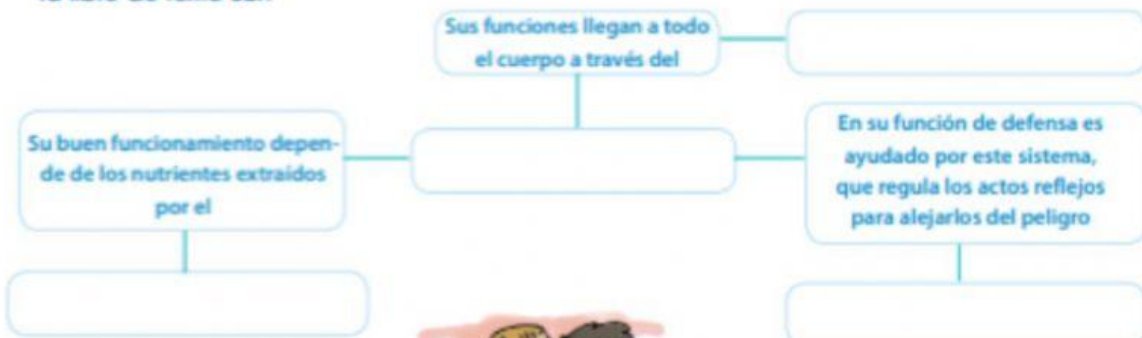 Sus funciones llegan a todo
el cuerpo a través del
Su buen funcionamiento depen-
de de los nutrientes extraídos
por el
En su función de defensa es
ayudado por este sistema,
que regula los actos reflejos
para alejarlos del peligro